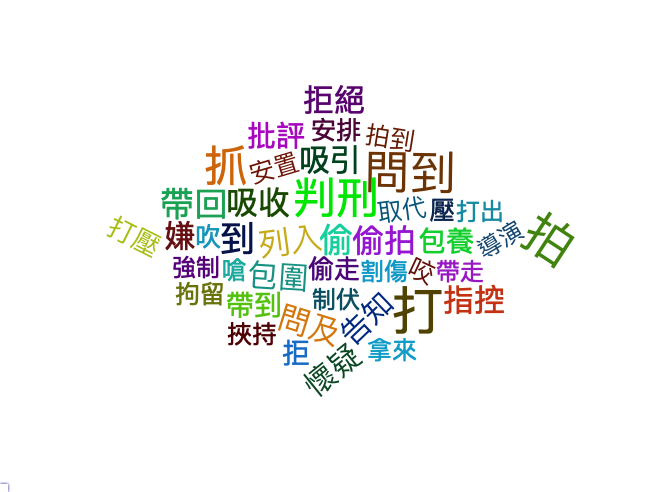 拒絕
批評
安排
拍到
抓
安置
吸引
問到
帶回
吸收
判刑
取代
壓
打出
打壓
嫌
吹
到
列入
偷
偷拍
包養
導演
拍
強制
嗆
包圍
偷走
割傷
咬
帶走
拘留
帶到
制伏
告知
打
指控
挾持
問及
拒
拿來
懷疑